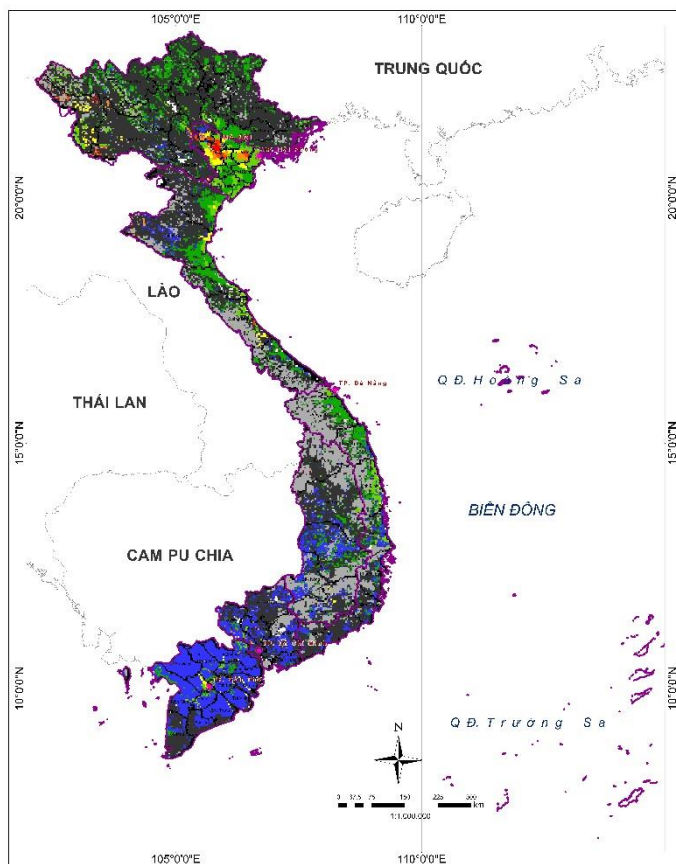 105°0'0"E 110°0'0"E
TRUNG QUỐC
20°0'0"N 20°0'0"N
LÀO
TP. Đà Nẵng
Q Đ. Hoàng Sa
THÁI LAN
15°0'0"N 15°0'0"N
BIỂN ĐÔNG
CAM PU CHIA
10°0'0"N 10°0'0"N
Q Đ. Trường Sa
N
0 37.5 75 150 225 300
km
1:1.000.000
105°0'0"E 110°0'0"E